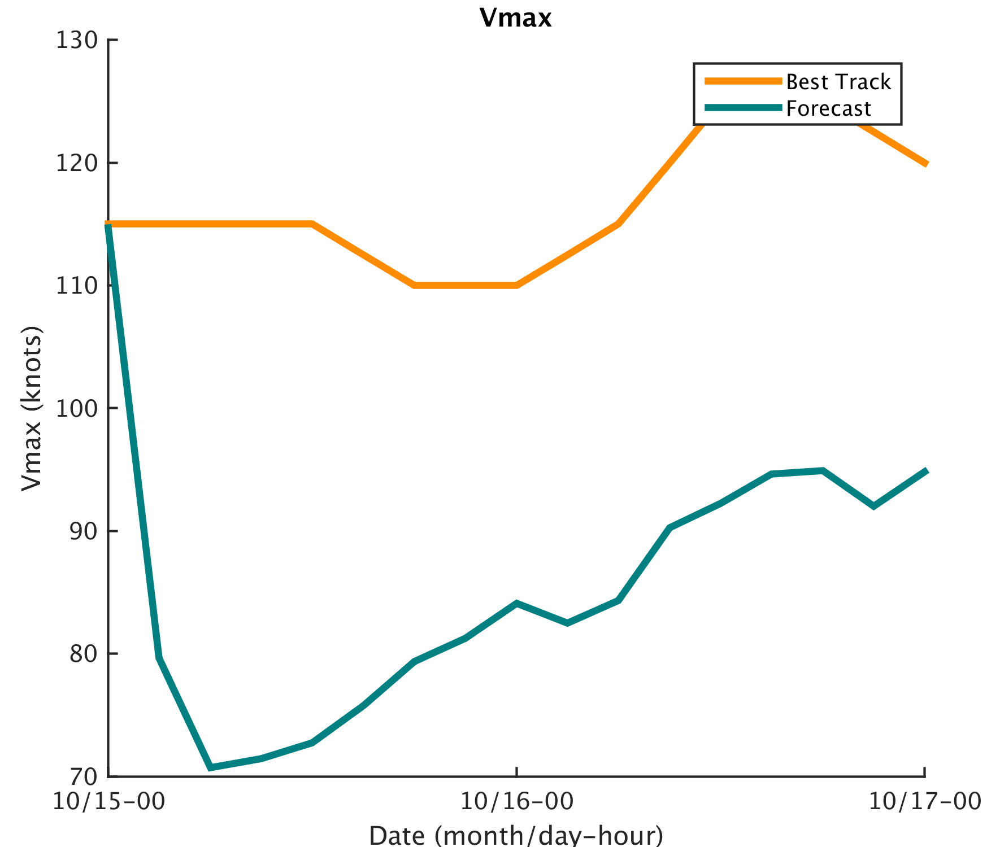 Vmax
130
Best Track
Forecast
120
110
100
90
80
70
Vmax (knots)
10/15-00 10/16-00 10/17-00
Date (month/day-hour)